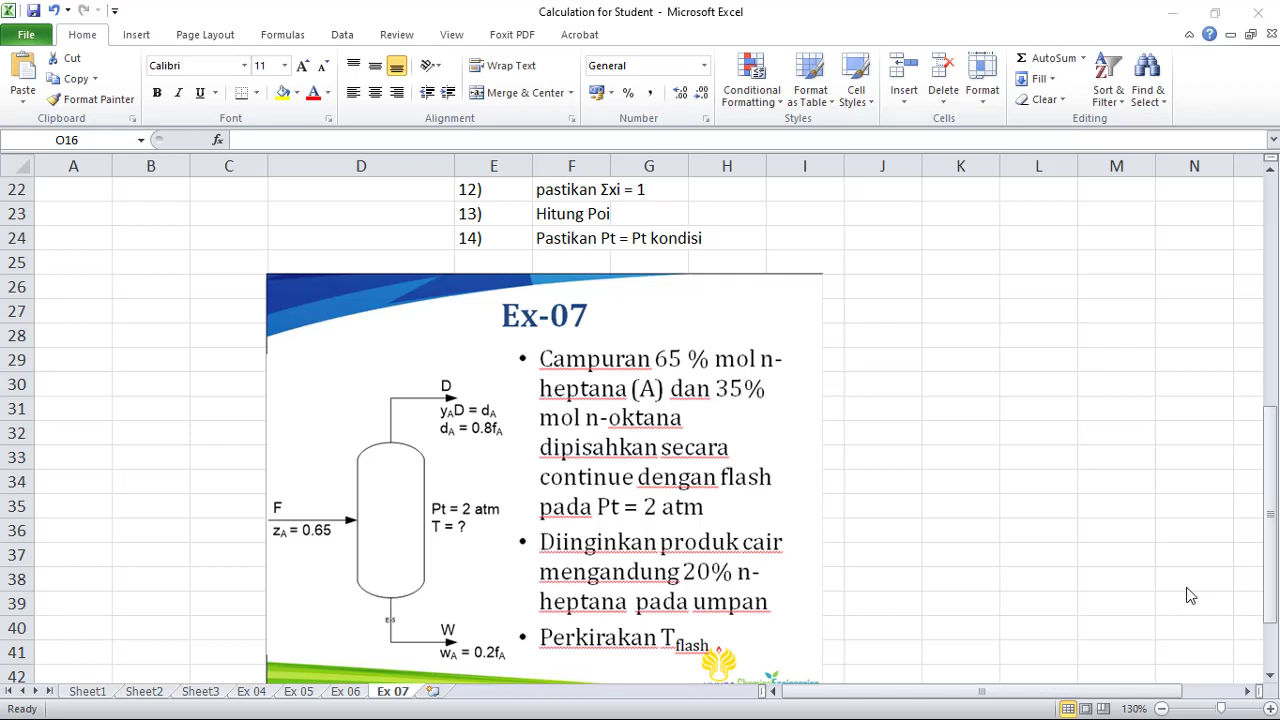 Calculation for Student - Microsoft Excel
File Home Insert Page Layout Formulas Data Review View Foxit PDF Acrobat
Paste Cut Copy Format Painter
Calibri 11 A A Wrap Text General
B I U A Merge & Center % ,
Conditional Formatting Format as Table Cell Styles Insert Delete Format
Σ AutoSum Fill Clear Sort & Filter Find & Select
Clipboard Font Alignment Number Styles Cells Editing
O16 fx
A B C D E F G H I J K L M N
22 12) pastikan Σxi = 1
23 13) Hitung Poi
24 14) Pastikan Pt = Pt kondisi
25
26
27
28
29
30
31
32
33
34
35
36
37
38
39
40
41
42
Ex-07
D
yAD = dA
dA = 0.8fA
F
zA = 0.65
Pt = 2 atm
T = ?
W
wA = 0.2fA
• Campuran 65 % mol n-
heptana (A) dan 35%
mol n-oktana
dipisahkan secara
continue dengan flash
pada Pt = 2 atm
• Diinginkan produk cair
mengandung 20% n-
heptana pada umpan
• Perkirakan Tflash
Sheet1 Sheet2 Sheet3 Ex 04 Ex 05 Ex 06 Ex 07
Ready 130%